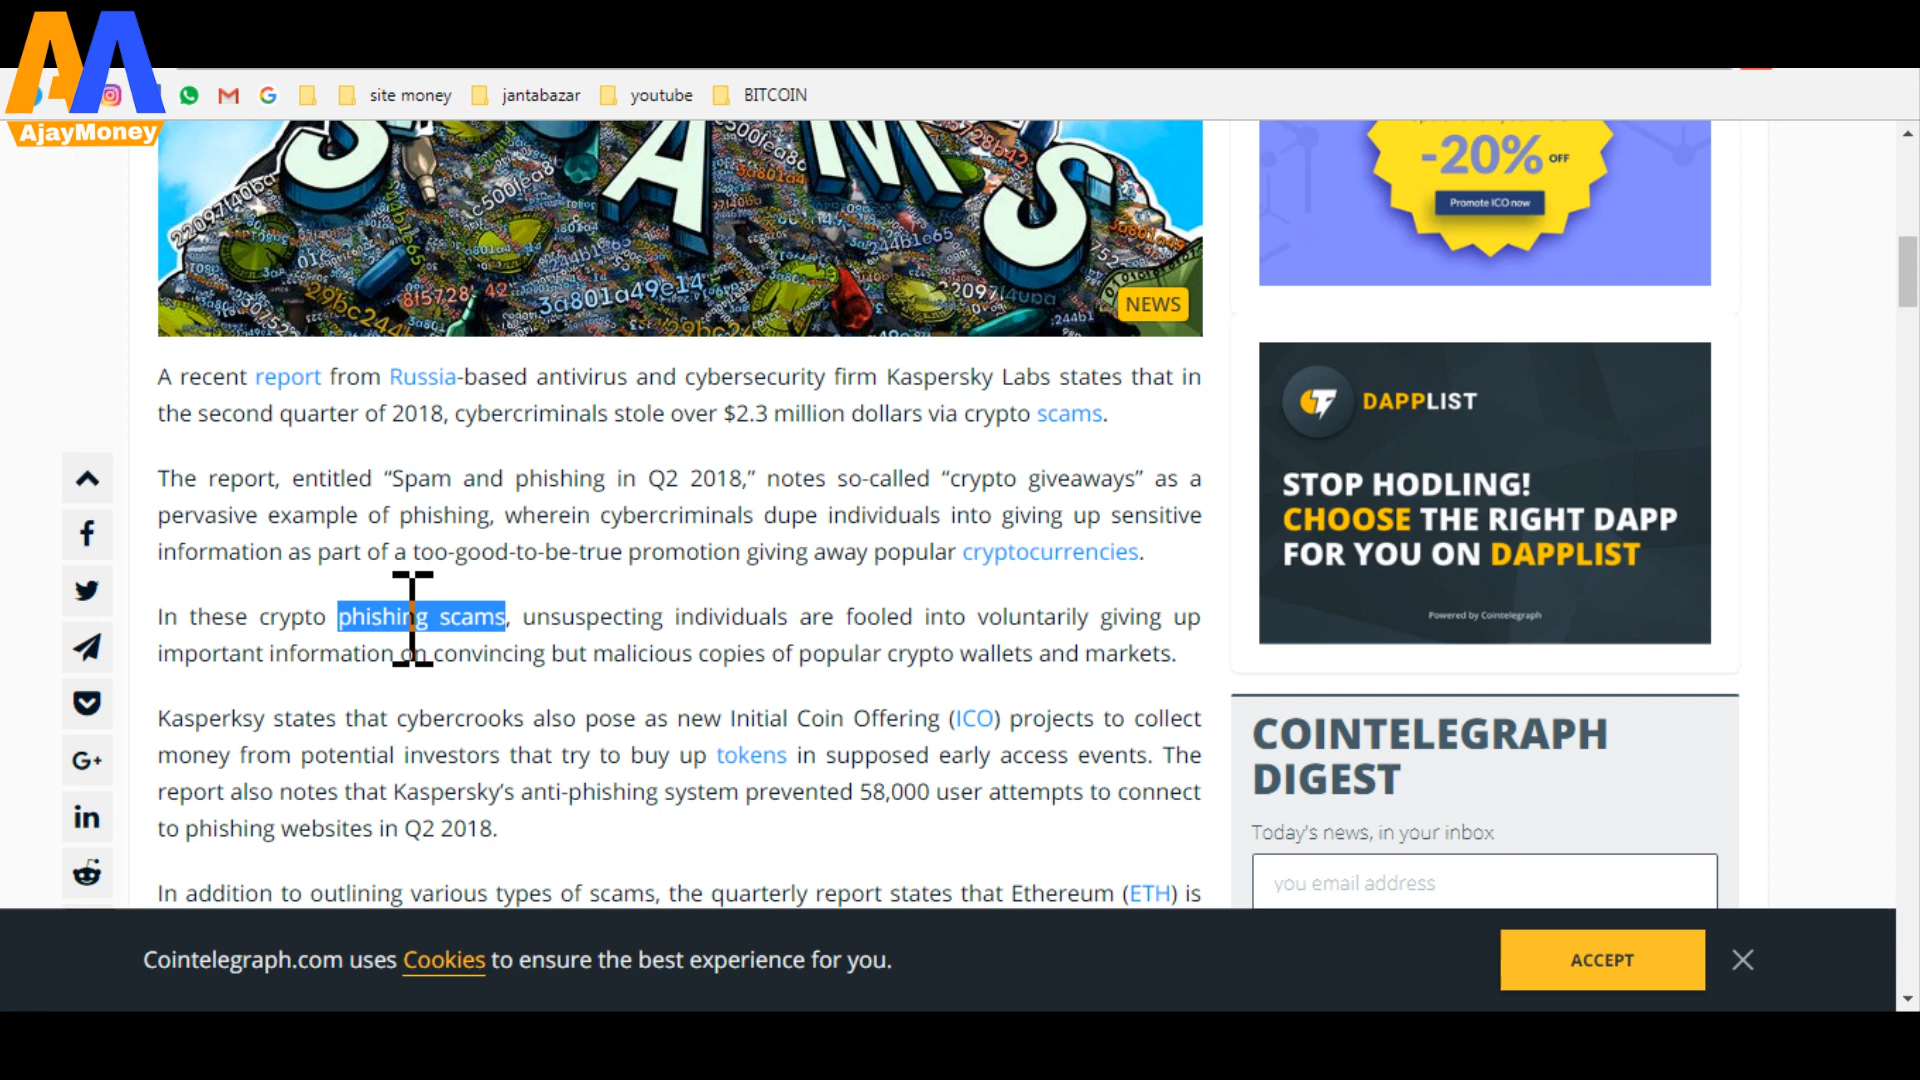 AjayMoney
site money
jantabazar
youtube
BITCOIN
SCAMS
NEWS
-20% OFF
Promote ICO now
A recent report from Russia-based antivirus and cybersecurity firm Kaspersky Labs states that in
the second quarter of 2018, cybercriminals stole over $2.3 million dollars via crypto scams.
The report, entitled “Spam and phishing in Q2 2018,” notes so-called “crypto giveaways” as a
pervasive example of phishing, wherein cybercriminals dupe individuals into giving up sensitive
information as part of a too-good-to-be-true promotion giving away popular cryptocurrencies.
In these crypto phishing scams, unsuspecting individuals are fooled into voluntarily giving up
important information on convincing but malicious copies of popular crypto wallets and markets.
Kasperksy states that cybercrooks also pose as new Initial Coin Offering (ICO) projects to collect
money from potential investors that try to buy up tokens in supposed early access events. The
report also notes that Kaspersky’s anti-phishing system prevented 58,000 user attempts to connect
to phishing websites in Q2 2018.
In addition to outlining various types of scams, the quarterly report states that Ethereum (ETH) is
DAPPLIST
STOP HODLING!
CHOOSE THE RIGHT DAPP
FOR YOU ON DAPPLIST
Powered by Cointelegraph
COINTELEGRAPH
DIGEST
Today's news, in your inbox
you email address
Cointelegraph.com uses Cookies to ensure the best experience for you.
ACCEPT